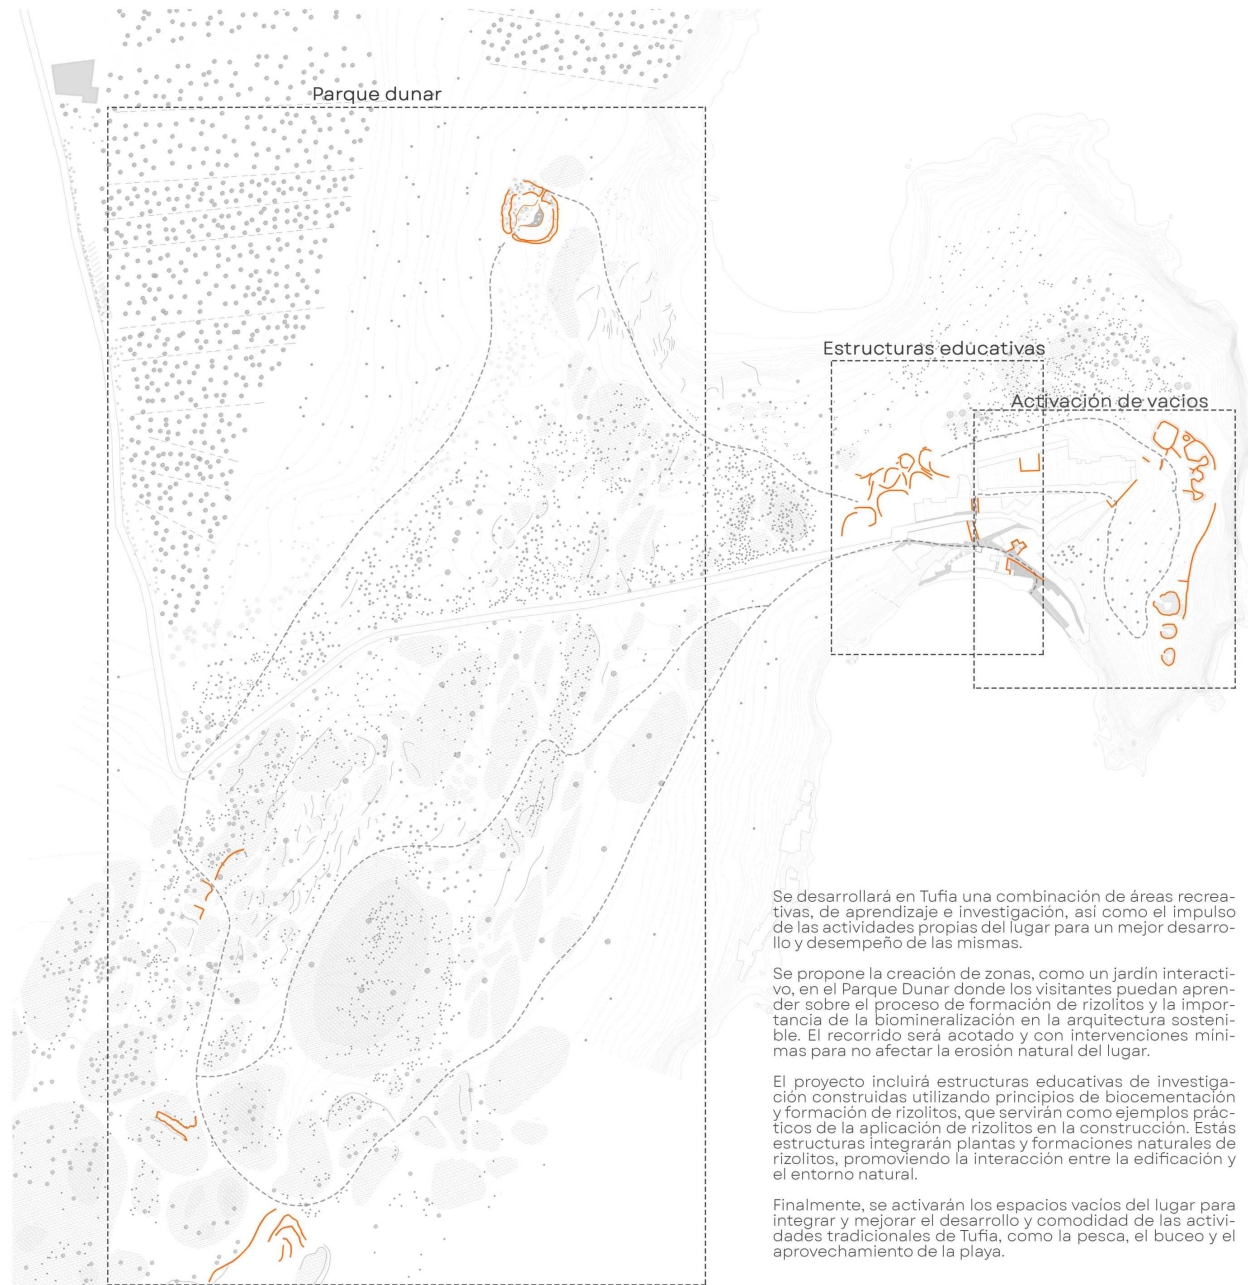 Parque dunar
Estructuras educativas
Activación de vacios
Se desarrollará en Tufia una combinación de áreas recrea-
tivas, de aprendizaje e investigación, así como el impulso
de las actividades propias del lugar para un mejor desarro-
llo y desempeño de las mismas.
Se propone la creación de zonas, como un jardín interacti-
vo, en el Parque Dunar donde los visitantes puedan apren-
der sobre el proceso de formación de rizolitos y la impor-
tancia de la biomineralización en la arquitectura sosteni-
ble. El recorrido será acotado y con intervenciones míni-
mas para no afectar la erosión natural del lugar.
El proyecto incluirá estructuras educativas de investiga-
ción construidas utilizando principios de biocementación
y formación de rizolitos, que servirán como ejemplos prác-
ticos de la aplicación de rizolitos en la construcción. Estás
estructuras integrarán plantas y formaciones naturales de
rizolitos, promoviendo la interacción entre la edificación y
el entorno natural.
Finalmente, se activarán los espacios vacíos del lugar para
integrar y mejorar el desarrollo y comodidad de las activi-
dades tradicionales de Tufia, como la pesca, el buceo y el
aprovechamiento de la playa.